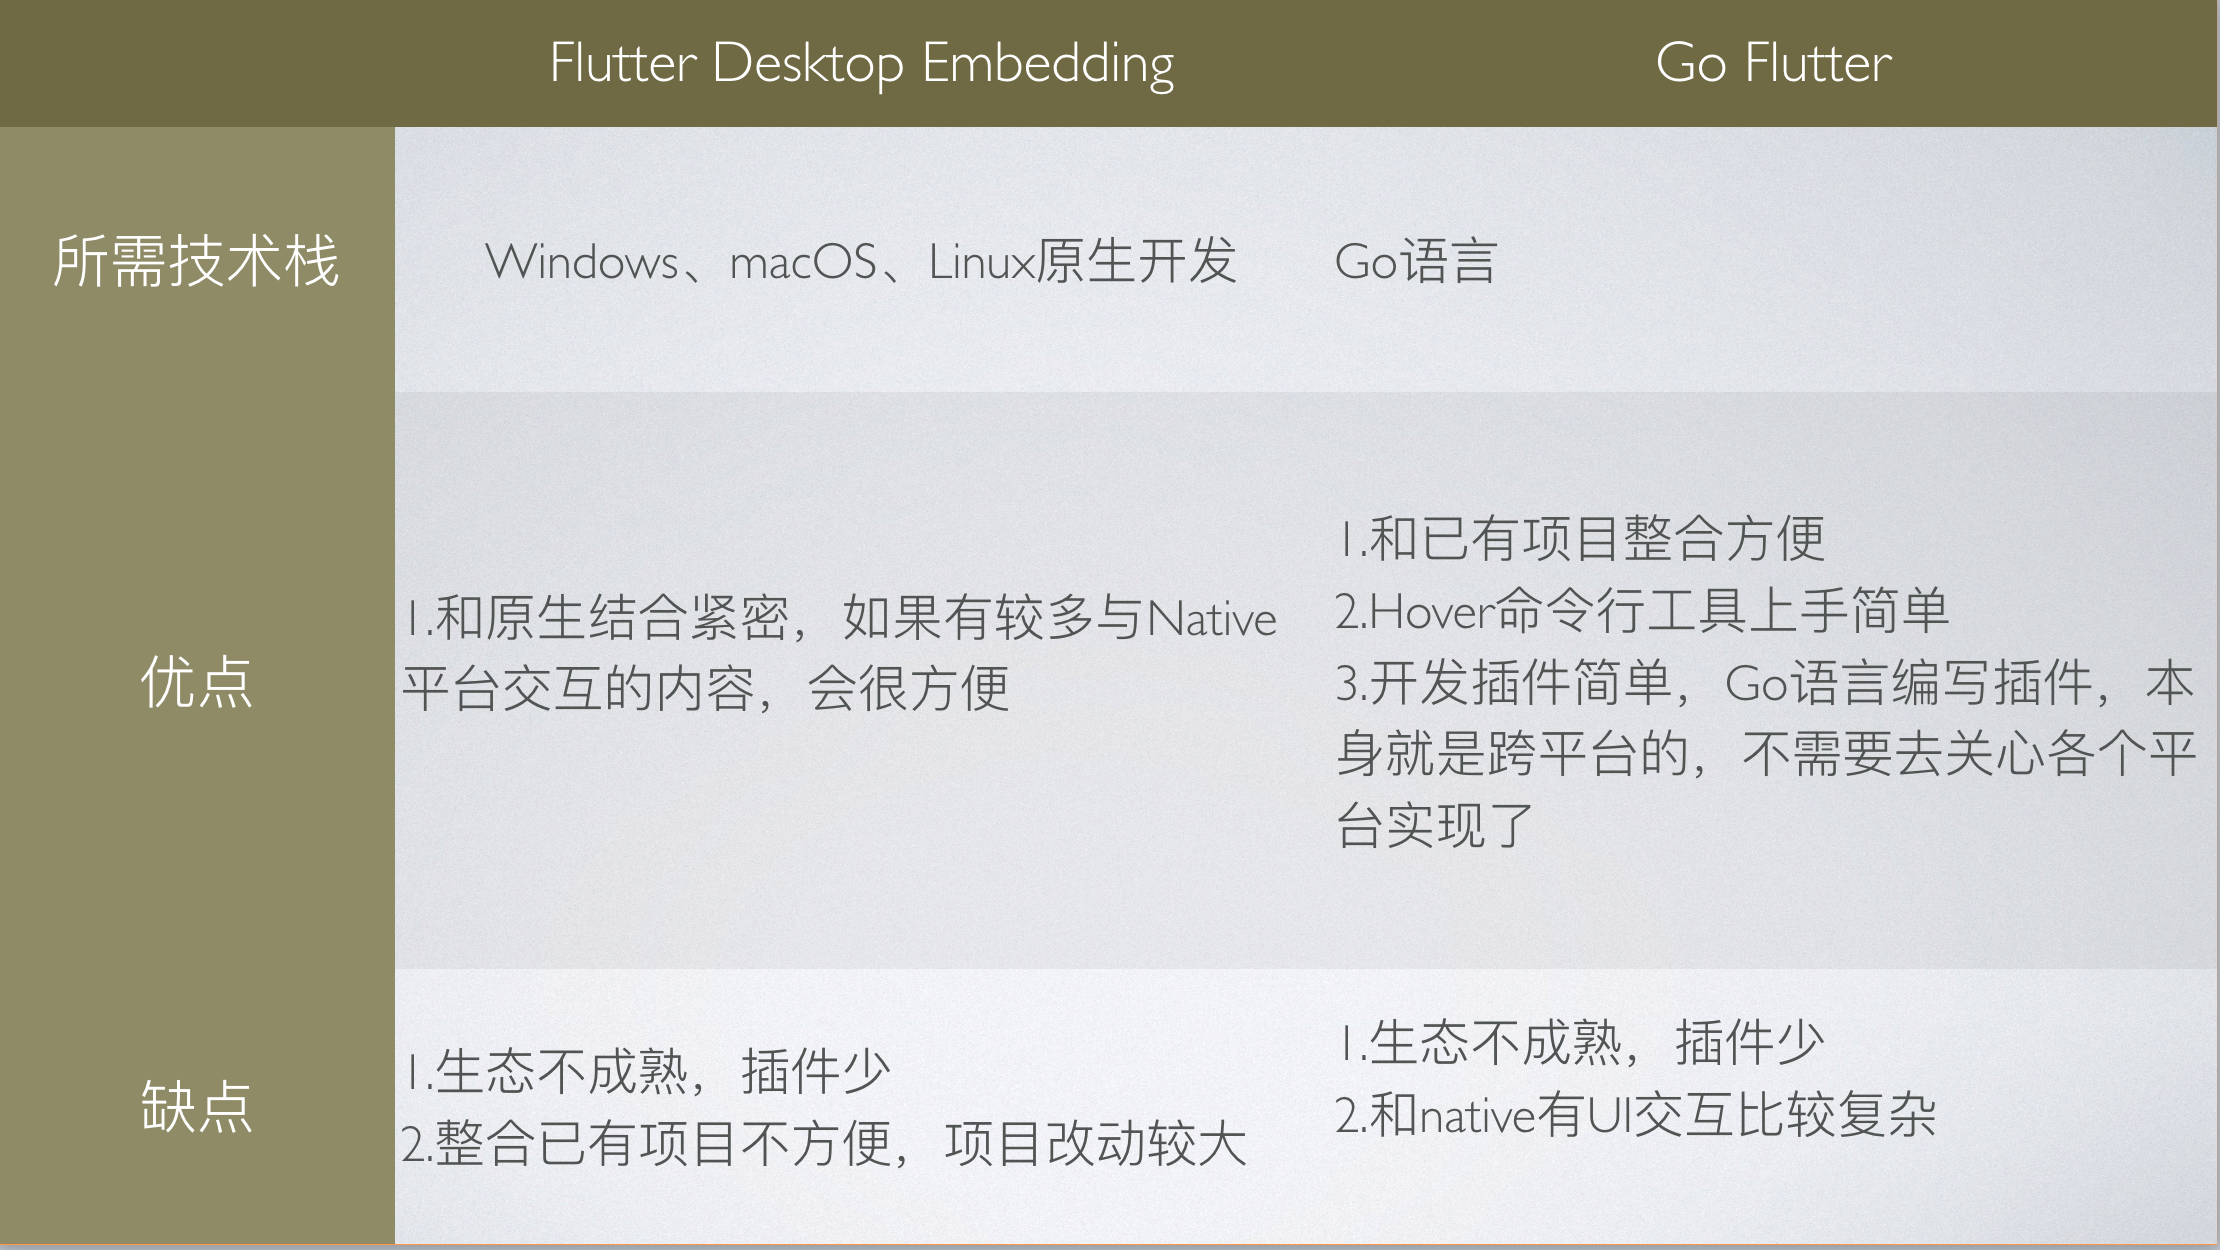 Flutter Desktop Embedding
Go Flutter
所需技术栈
Windows、macOS、Linux原生开发
Go语言
优点
1.和原生结合紧密，如果有较多与Native
平台交互的内容，会很方便
1.和已有项目整合方便
2.Hover命令行工具上手简单
3.开发插件简单，Go语言编写插件，本
身就是跨平台的，不需要去关心各个平
台实现了
缺点
1.生态不成熟，插件少
2.整合已有项目不方便，项目改动较大
1.生态不成熟，插件少
2.和native有UI交互比较复杂